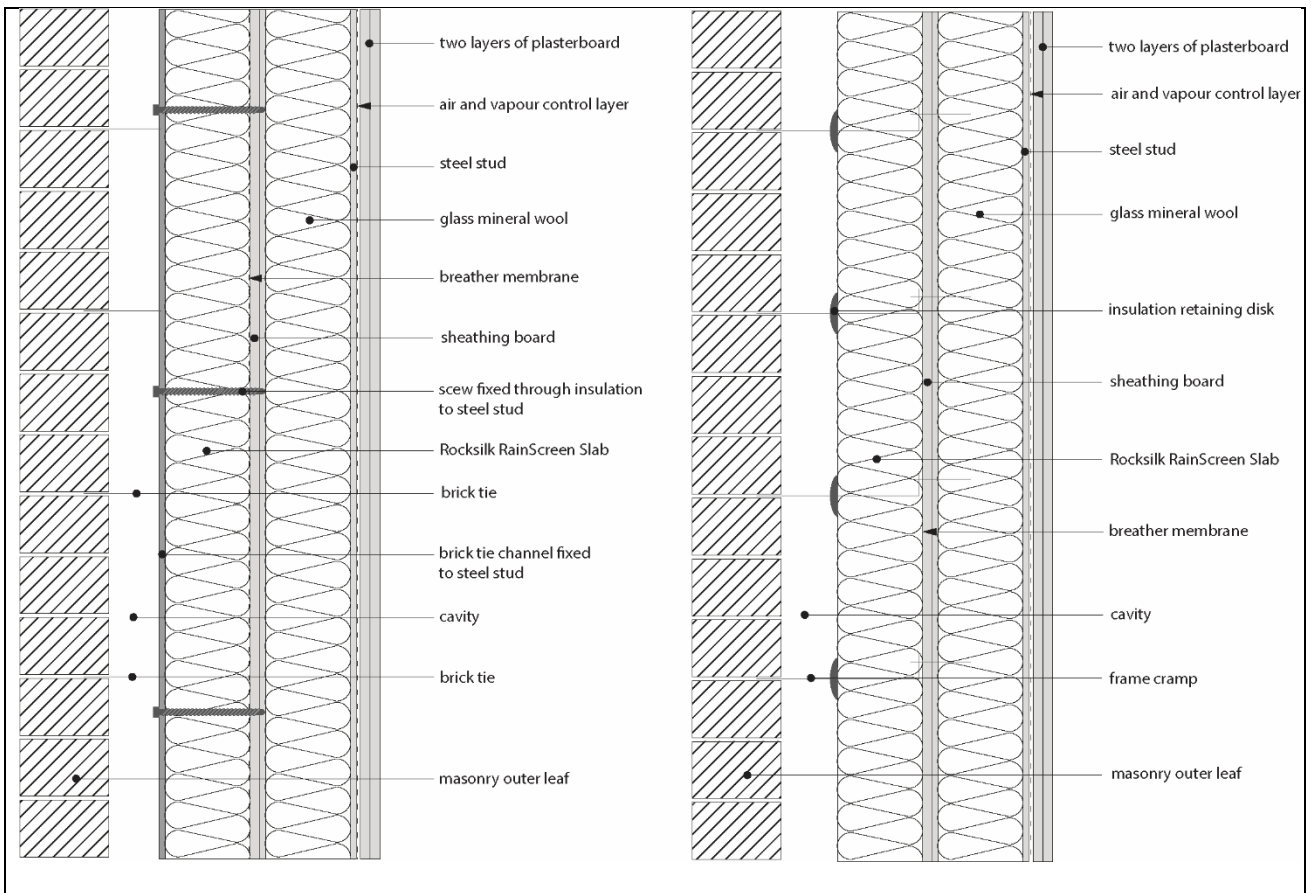 two layers of plasterboard
air and vapour control layer
steel stud
glass mineral wool
breather membrane
sheathing board
scew fixed through insulation
to steel stud
Rocksilk RainScreen Slab
brick tie
brick tie channel fixed
to steel stud
cavity
brick tie
masonry outer leaf
two layers of plasterboard
air and vapour control layer
steel stud
glass mineral wool
insulation retaining disk
sheathing board
Rocksilk RainScreen Slab
breather membrane
cavity
frame cramp
masonry outer leaf